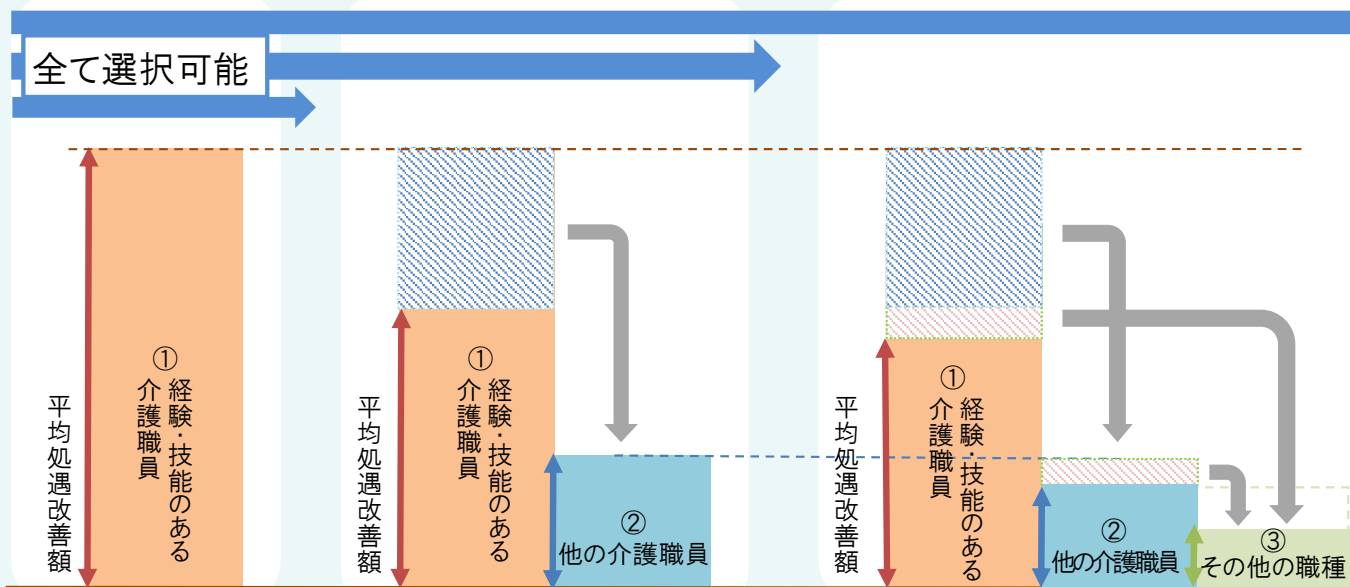 全て選択可能
平均処遇改善額
①
経験・技能のある
介護職員
平均処遇改善額
①
経験・技能のある
介護職員
②
他の介護職員
平均処遇改善額
①
経験・技能のある
介護職員
②
他の介護職員
③
その他の職種